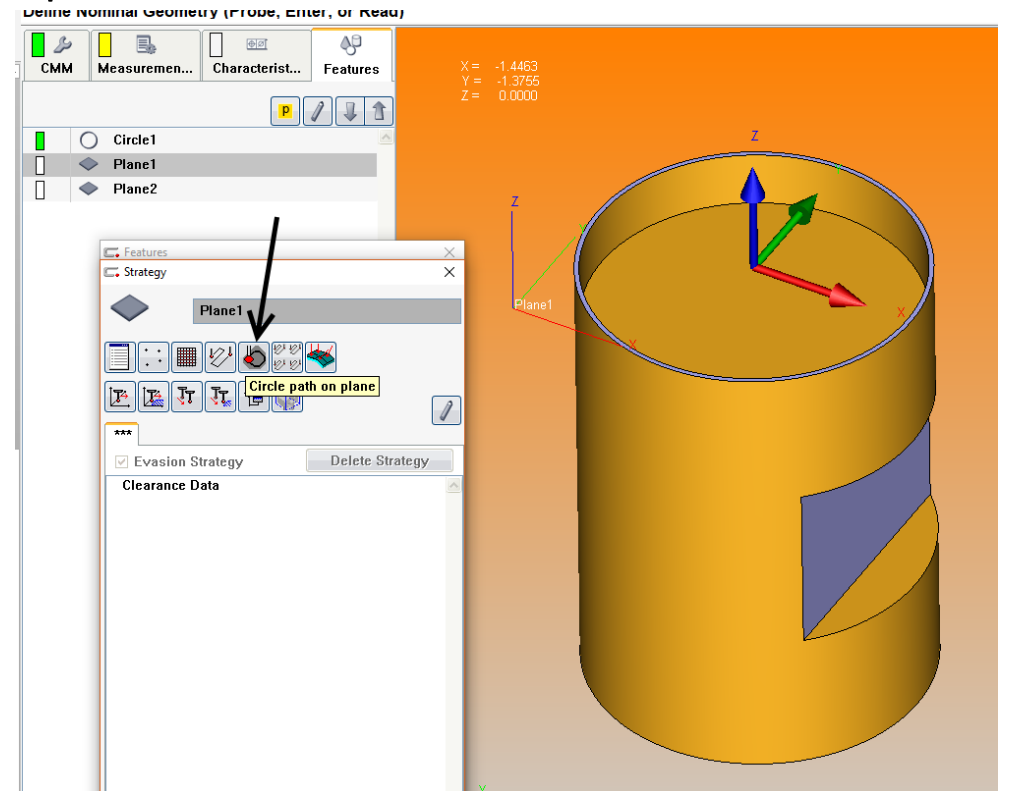 Define Nominal Geometry (Probe, Enter, or Read)
CMM
Measuremen...
Characterist...
Features
p
X = -1.4463
Y = -1.3755
Z = 0.0000
Circle1
Plane1
Plane2
Features
Strategy
Plane1
Circle path on plane
***
Evasion Strategy
Delete Strategy
Clearance Data
Z
Z
Y
Y
Plane1
X
X
Y